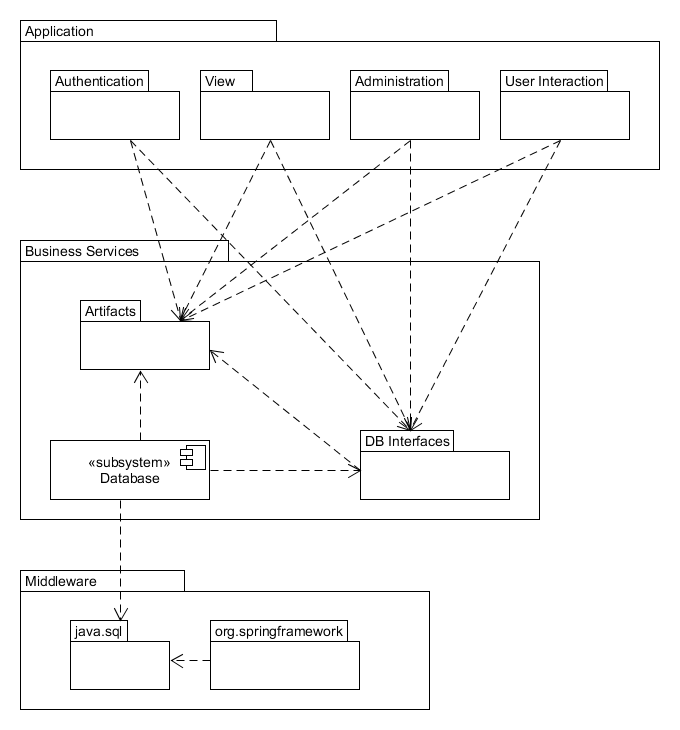 Application
Authentication
View
Administration
User Interaction
Business Services
Artifacts
DB Interfaces
«subsystem»
Database
Middleware
java.sql
org.springframework